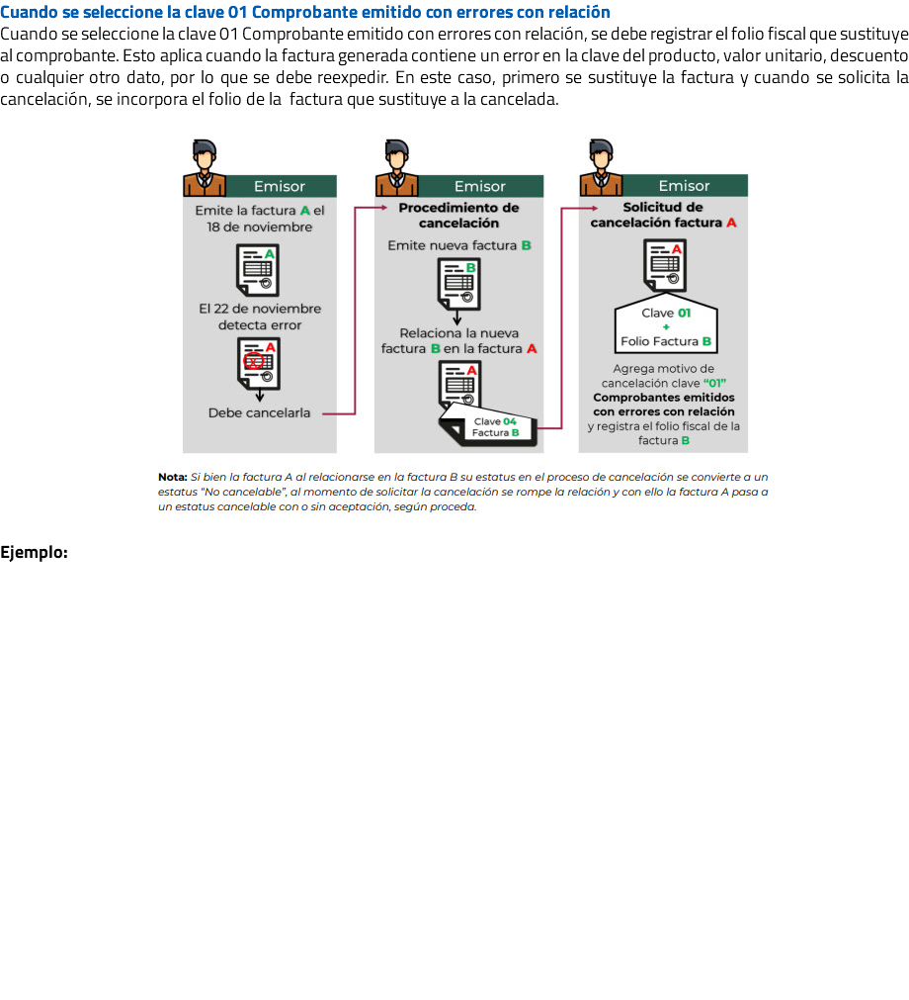 Cuando se seleccione la clave 01 Comprobante emitido con errores con relación
Cuando se seleccione la clave 01 Comprobante emitido con errores con relación, se debe registrar el folio fiscal que sustituye
al comprobante. Esto aplica cuando la factura generada contiene un error en la clave del producto, valor unitario, descuento
o cualquier otro dato, por lo que se debe reexpedir. En este caso, primero se sustituye la factura y cuando se solicita la
cancelación, se incorpora el folio de la factura que sustituye a la cancelada.
Emisor
Emite la factura A el
18 de noviembre
A
El 22 de noviembre
detecta error
A
Debe cancelarla
Emisor
Procedimiento de
cancelación
Emite nueva factura B
B
Relaciona la nueva
factura B en la factura A
A
Clave 04
Factura B
Emisor
Solicitud de
cancelación factura A
A
Clave 01
+
Folio Factura B
Agrega motivo de
cancelación clave “01”
Comprobantes emitidos
con errores con relación
y registra el folio fiscal de la
factura B
Nota: Si bien la factura A al relacionarse en la factura B su estatus en el proceso de cancelación se convierte a un
estatus “No cancelable”, al momento de solicitar la cancelación se rompe la relación y con ello la factura A pasa a
un estatus cancelable con o sin aceptación, según proceda.
Ejemplo: